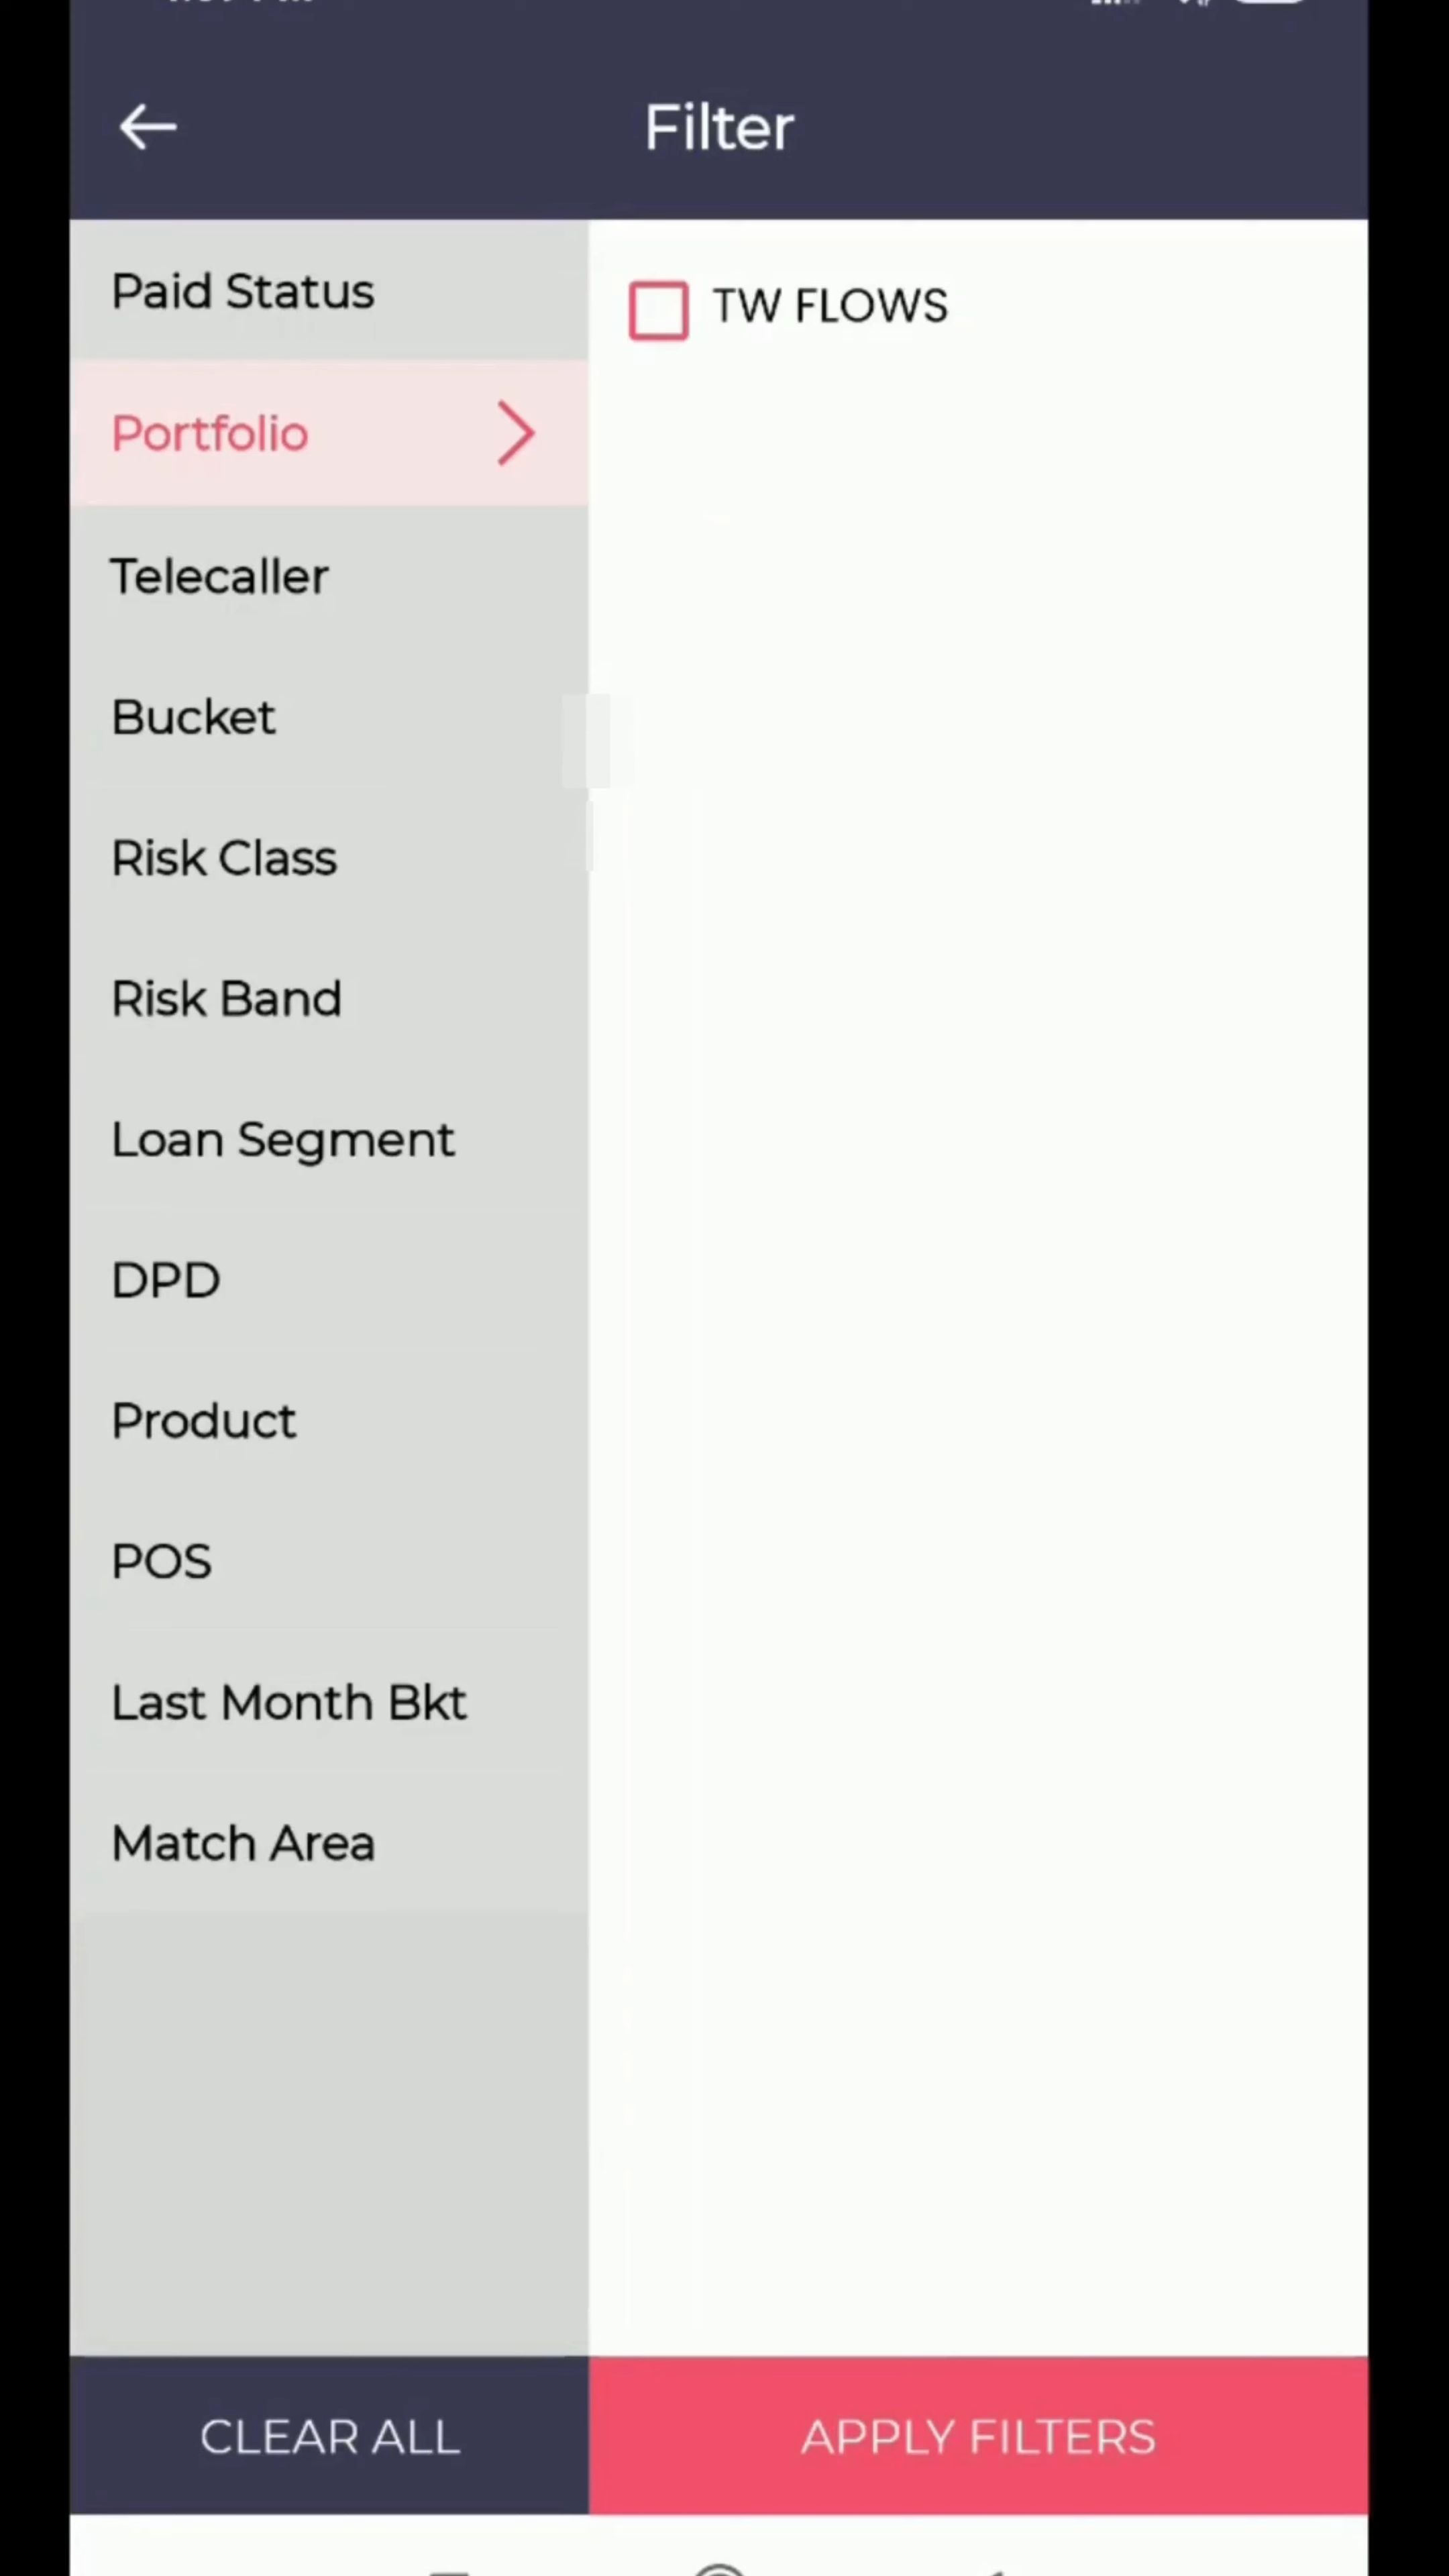 Filter
Paid Status
Portfolio
Telecaller
Bucket
Risk Class
Risk Band
Loan Segment
DPD
Product
POS
Last Month Bkt
Match Area
TW FLOWS
CLEAR ALL
APPLY FILTERS